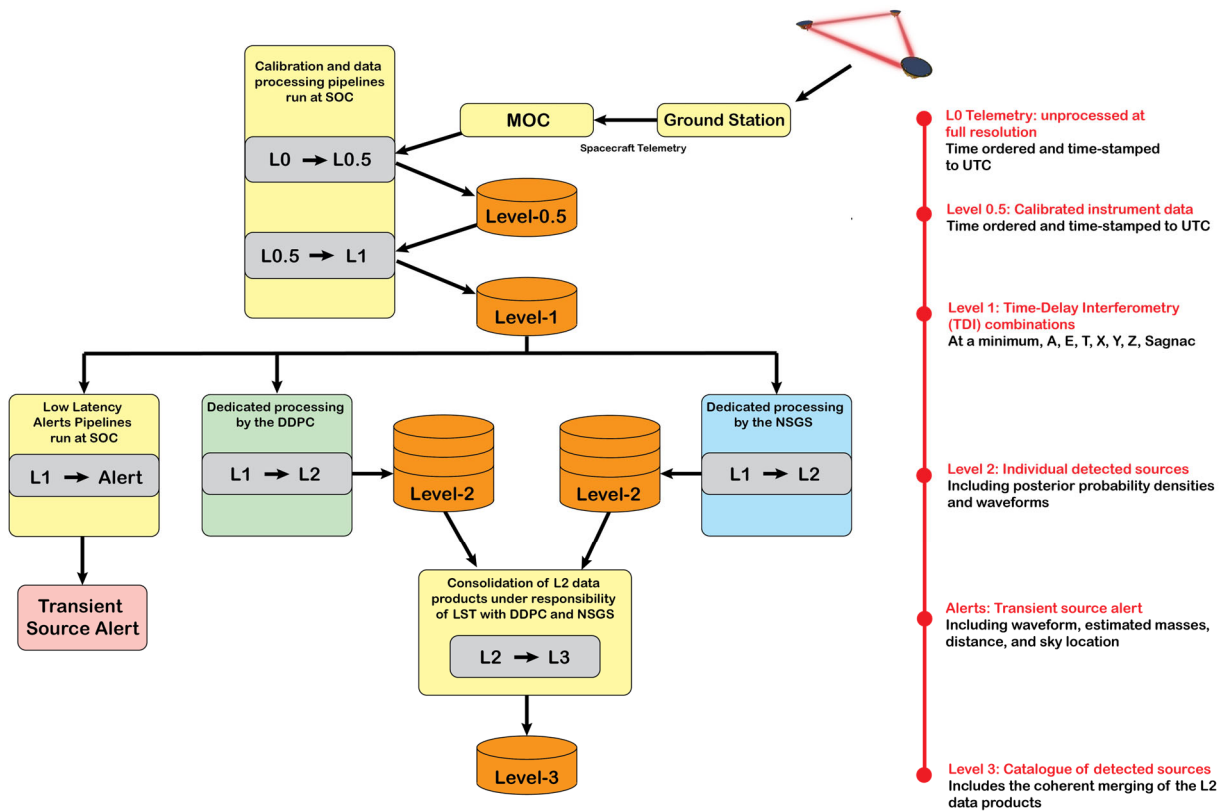 Calibration and data
processing pipelines
run at SOC
MOC
Ground Station
Spacecraft Telemetry
L0 → L0.5
Level-0.5
L0.5 → L1
Level-1
Low Latency
Alerts Pipelines
run at SOC
L1 → Alert
Transient
Source Alert
Dedicated processing
by the DDPC
L1 → L2
Level-2
Level-2
Dedicated processing
by the NSGS
L1 → L2
Consolidation of L2 data
products under responsibility
of LST with DDPC and NSGS
L2 → L3
Level-3
L0 Telemetry: unprocessed at
full resolution
Time ordered and time-stamped
to UTC
Level 0.5: Calibrated instrument data
Time ordered and time-stamped to UTC
Level 1: Time-Delay Interferometry
(TDI) combinations
At a minimum, A, E, T, X, Y, Z, Sagnac
Level 2: Individual detected sources
Including posterior probability densities
and waveforms
Alerts: Transient source alert
Including waveform, estimated masses,
distance, and sky location
Level 3: Catalogue of detected sources
Includes the coherent merging of the L2
data products